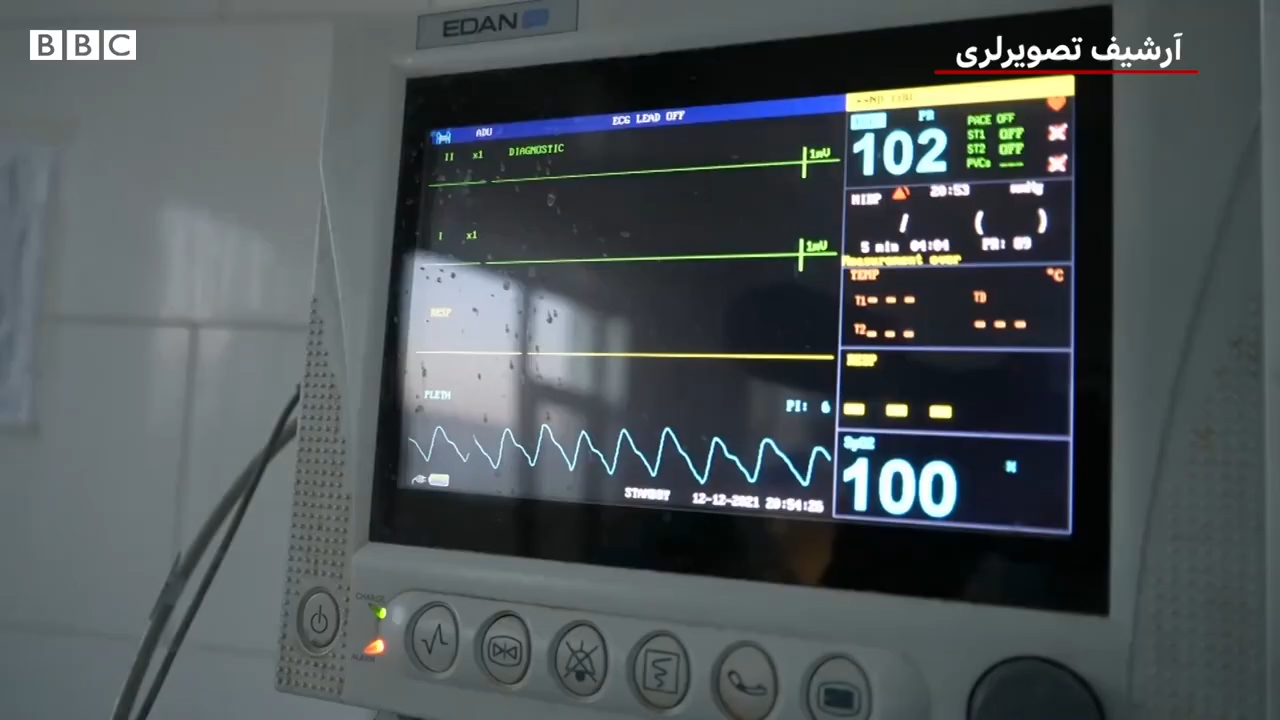 BBC
آرشیف تصویرلری
EDAN
ADU
ECG LEAD OFF
II x1 DIAGNOSTIC
1mV
I x1
1mV
RESP
PLETH
PI: 6
STANDBY 12-12-2021 20:54:26
PR
102
PACE OFF
ST1 OFF
ST2 OFF
PVCs ---
NIBP 20:53 mmHg
/ ( )
5 min 04:04 PR: 89
Measurement over
TEMP °C
T1 --- TD
T2 --- ---
RESP
--- 
SpO2
100 %
CHARGE
ALARM